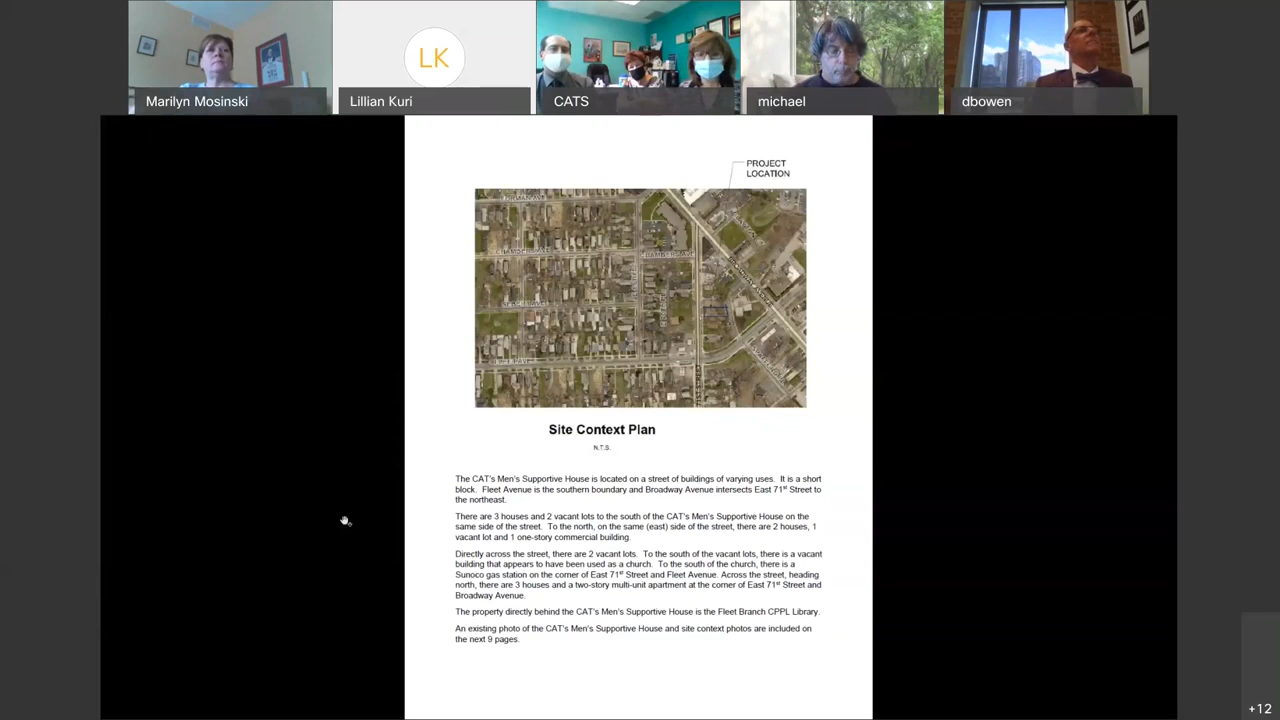 LK
Marilyn Mosinski
Lillian Kuri
CATS
michael
dbowen
PROJECT
LOCATION
CHAMBERS AVE
Site Context Plan
N.T.S.
The CAT's Men's Supportive House is located on a street of buildings of varying uses. It is a short
block. Fleet Avenue is the southern boundary and Broadway Avenue intersects East 71st Street to
the northeast.
There are 3 houses and 2 vacant lots to the south of the CAT's Men's Supportive House on the
same side of the street. To the north, on the same (east) side of the street, there are 2 houses, 1
vacant lot and 1 one-story commercial building.
Directly across the street, there are 2 vacant lots. To the south of the vacant lots, there is a vacant
building that appears to have been used as a church. To the south of the church, there is a
Sunoco gas station on the corner of East 71st Street and Fleet Avenue. Across the street, heading
north, there are 3 houses and a two-story multi-unit apartment at the corner of East 71st Street and
Broadway Avenue.
The property directly behind the CAT's Men's Supportive House is the Fleet Branch CPPL Library.
An existing photo of the CAT's Men's Supportive House and site context photos are included on
the next 9 pages.
+12